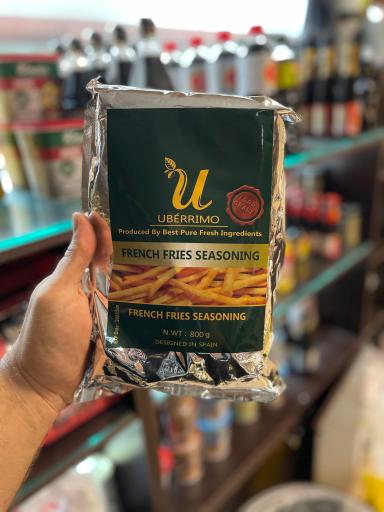 U
UBÉRRIMO
Produced By Best Pure Fresh Ingredients
FRENCH FRIES SEASONING
FRENCH FRIES SEASONING
N.WT : 800 g
DESIGNED IN SPAIN